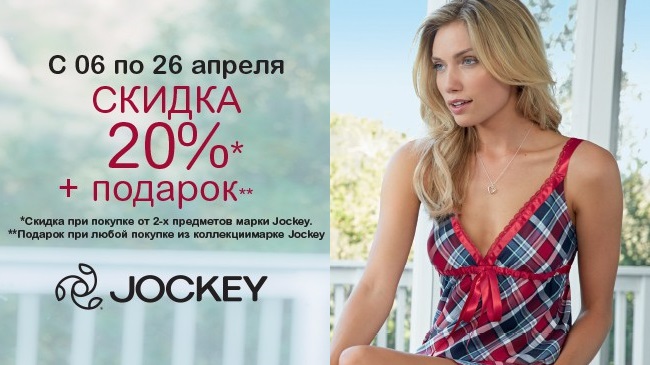 С 06 по 26 апреля
СКИДКА
20%*
+ подарок**
*Скидка при покупке от 2-х предметов марки Jockey.
**Подарок при любой покупке из коллекциимарке Jockey
JOCKEY